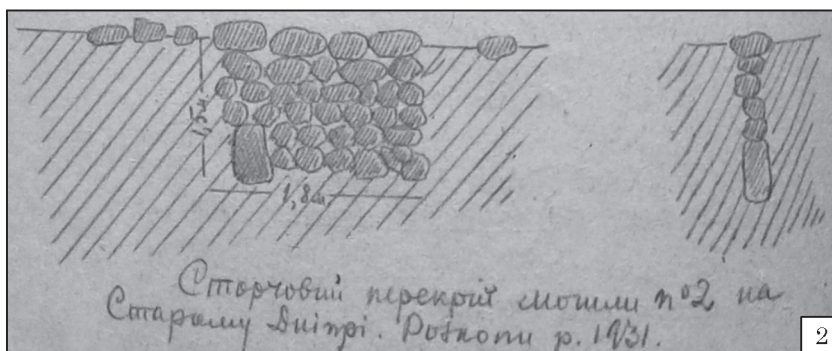 1,5м.
1,8м
Сторчовий перекрій могили №2 на
Старому Дніпрі. Розкопи р. 1931.
2